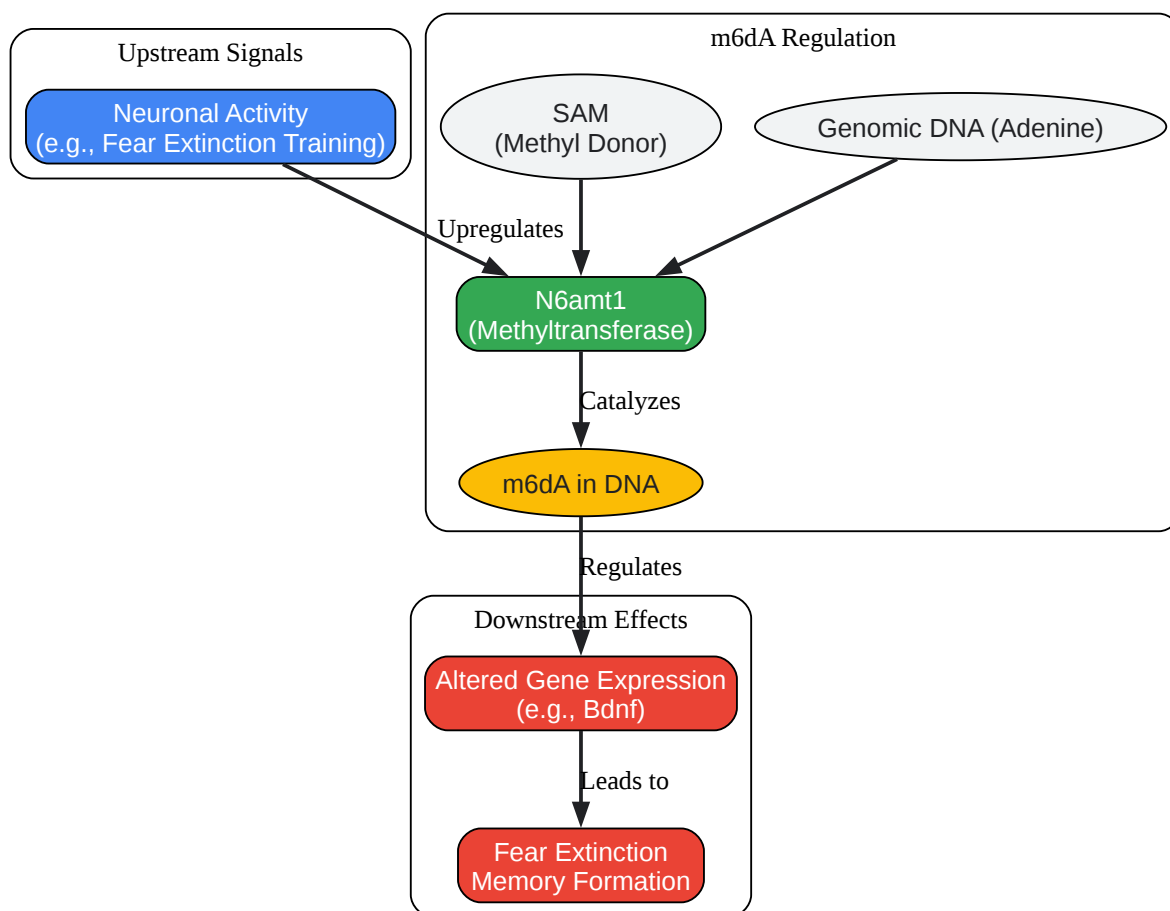 Upstream Signals
m6dA Regulation
Neuronal Activity
(e.g., Fear Extinction Training)
SAM
(Methyl Donor)
Genomic DNA (Adenine)
Upregulates
N6amt1
(Methyltransferase)
Catalyzes
m6dA in DNA
Regulates
Downstream Effects
Altered Gene Expression
(e.g., Bdnf)
Leads to
Fear Extinction
Memory Formation